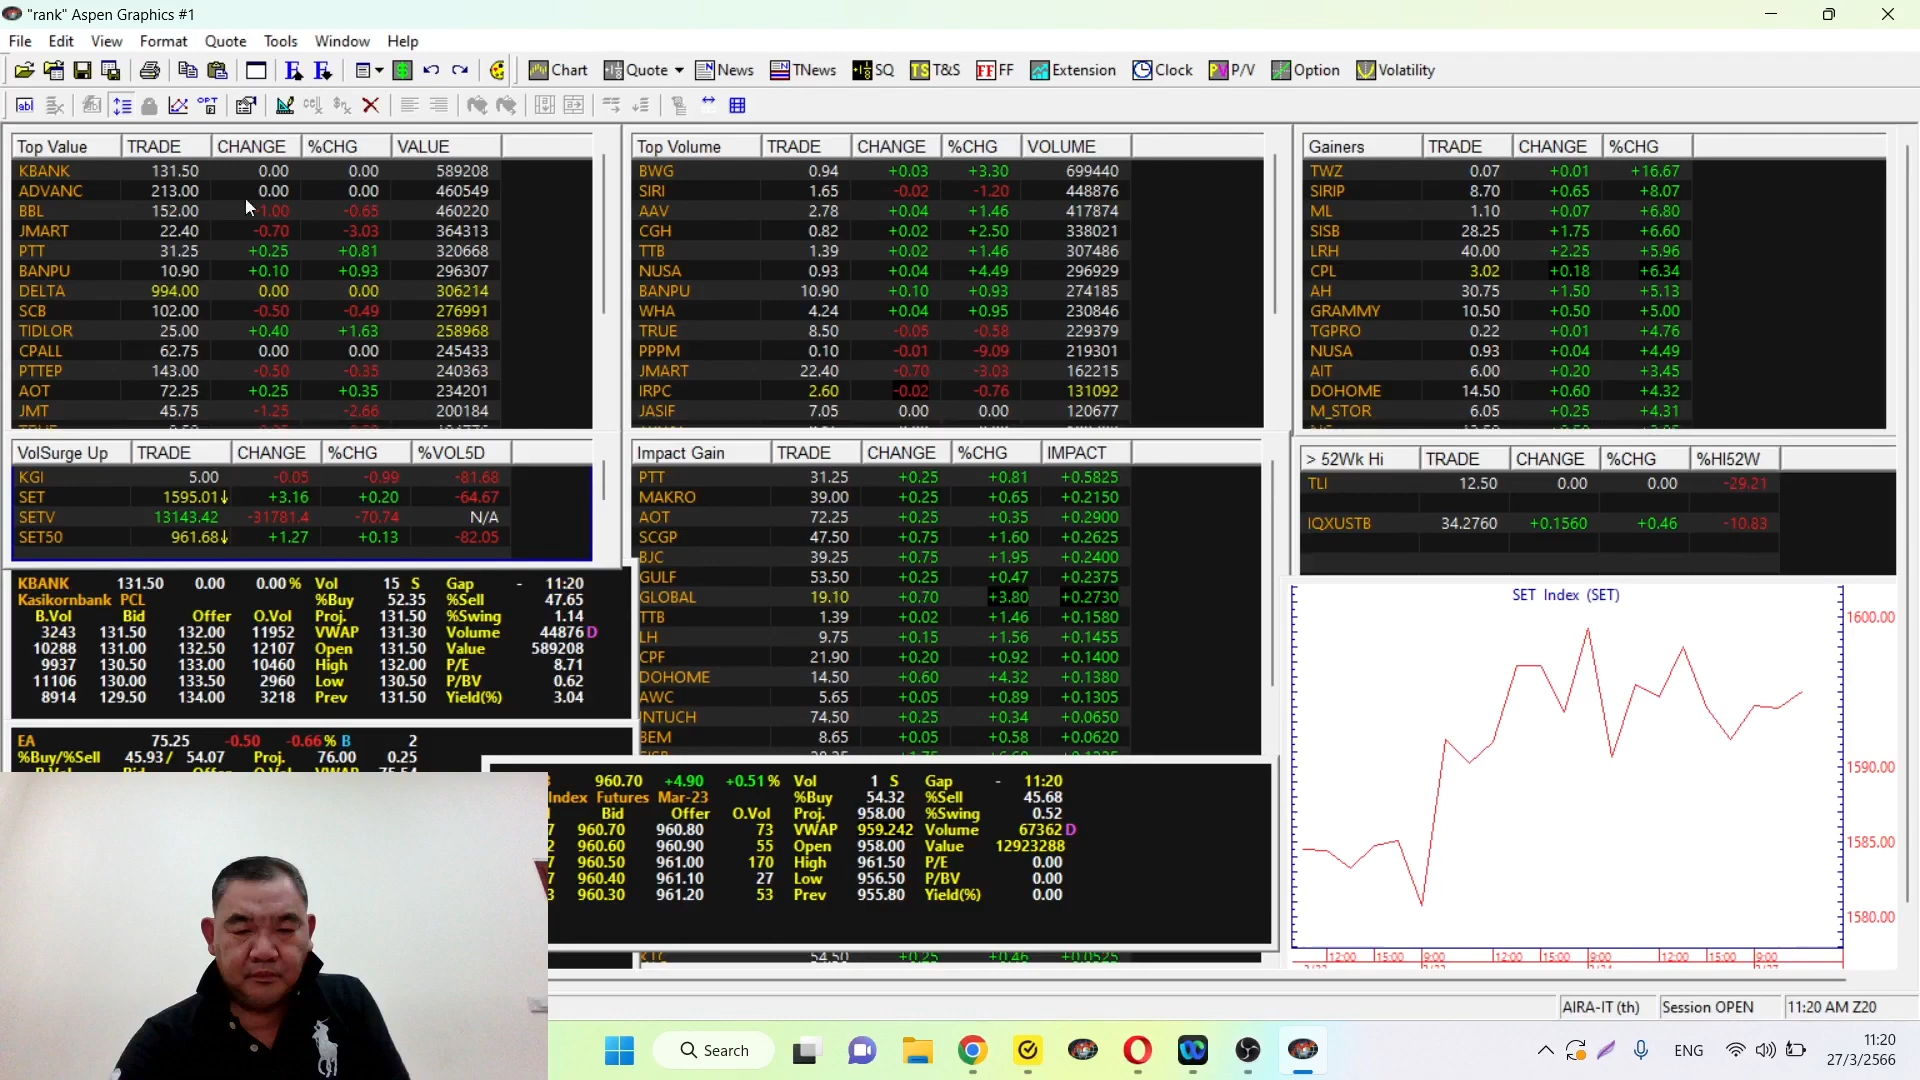 "rank" Aspen Graphics #1
File Edit View Format Quote Tools Window Help
Chart Quote News TNews SQ T&S FF Extension Clock P/V Option Volatility
Top Value TRADE CHANGE %CHG VALUE
KBANK 131.50 0.00 0.00 589208
ADVANC 213.00 0.00 0.00 460549
BBL 152.00 -1.00 -0.65 460220
JMART 22.40 -0.70 -3.03 364313
PTT 31.25 +0.25 +0.81 320668
BANPU 10.90 +0.10 +0.93 296307
DELTA 994.00 0.00 0.00 306214
SCB 102.00 -0.50 -0.49 276991
TIDLOR 25.00 +0.40 +1.63 258968
CPALL 62.75 0.00 0.00 245433
PTTEP 143.00 -0.50 -0.35 240363
AOT 72.25 +0.25 +0.35 234201
JMT 45.75 -1.25 -2.66 200184
Top Volume TRADE CHANGE %CHG VOLUME
BWG 0.94 +0.03 +3.30 699440
SIRI 1.65 -0.02 -1.20 448876
AAV 2.78 +0.04 +1.46 417874
CGH 0.82 +0.02 +2.50 338021
TTB 1.39 +0.02 +1.46 307486
NUSA 0.93 +0.04 +4.49 296929
BANPU 10.90 +0.10 +0.93 274185
WHA 4.24 +0.04 +0.95 230846
TRUE 8.50 -0.05 -0.58 229379
PPPM 0.10 -0.01 -9.09 219301
JMART 22.40 -0.70 -3.03 162215
IRPC 2.60 -0.02 -0.76 131092
JASIF 7.05 0.00 0.00 120677
Gainers TRADE CHANGE %CHG
TWZ 0.07 +0.01 +16.67
SIRIP 8.70 +0.65 +8.07
ML 1.10 +0.07 +6.80
SISB 28.25 +1.75 +6.60
LRH 40.00 +2.25 +5.96
CPL 3.02 +0.18 +6.34
AH 30.75 +1.50 +5.13
GRAMMY 10.50 +0.50 +5.00
TGPRO 0.22 +0.01 +4.76
NUSA 0.93 +0.04 +4.49
AIT 6.00 +0.20 +3.45
DOHOME 14.50 +0.60 +4.32
M_STOR 6.05 +0.25 +4.31
VolSurge Up TRADE CHANGE %CHG %VOL5D
KGI 5.00 -0.05 -0.99 -81.68
SET 1595.01↓ +3.16 +0.20 -64.67
SETV 13143.42 -31781.4 -70.74 N/A
SET50 961.68↓ +1.27 +0.13 -82.05
Impact Gain TRADE CHANGE %CHG IMPACT
PTT 31.25 +0.25 +0.81 +0.5825
MAKRO 39.00 +0.25 +0.65 +0.2150
AOT 72.25 +0.25 +0.35 +0.2900
SCGP 47.50 +0.75 +1.60 +0.2625
BJC 39.25 +0.75 +1.95 +0.2400
GULF 53.50 +0.25 +0.47 +0.2375
GLOBAL 19.10 +0.70 +3.80 +0.2730
TTB 1.39 +0.02 +1.46 +0.1580
LH 9.75 +0.15 +1.56 +0.1455
CPF 21.90 +0.20 +0.92 +0.1400
DOHOME 14.50 +0.60 +4.32 +0.1380
AWC 5.65 +0.05 +0.89 +0.1305
INTUCH 74.50 +0.25 +0.34 +0.0650
BEM 8.65 +0.05 +0.58 +0.0620
> 52Wk Hi TRADE CHANGE %CHG %HI52W
TLI 12.50 0.00 0.00 -29.21
IQXUSTB 34.2760 +0.1560 +0.46 -10.83
KBANK 131.50 0.00 0.00 % Vol 15 S Gap - 11:20
Kasikornbank PCL %Buy 52.35 %Sell 47.65
B.Vol Bid Offer O.Vol Proj. 131.50 %Swing 1.14
3243 131.50 132.00 11952 VWAP 131.30 Volume 44876 D
10288 131.00 132.50 12107 Open 131.50 Value 589208
9937 130.50 133.00 10460 High 132.00 P/E 8.71
11106 130.00 133.50 2960 Low 130.50 P/BV 0.62
8914 129.50 134.00 3218 Prev 131.50 Yield(%) 3.04
EA 75.25 -0.50 -0.66 % B 2
%Buy/%Sell 45.93/ 54.07 Proj. 76.00 0.25
960.70 +4.90 +0.51 % Vol 1 S Gap - 11:20
Index Futures Mar-23 %Buy 54.32 %Sell 45.68
Bid Offer O.Vol Proj. 958.00 %Swing 0.52
960.70 960.80 73 VWAP 959.242 Volume 67362 D
960.60 960.90 55 Open 958.00 Value 12923288
960.50 961.00 170 High 961.50 P/E 0.00
960.40 961.10 27 Low 956.50 P/BV 0.00
960.30 961.20 53 Prev 955.80 Yield(%) 0.00
KTC 54.50 +0.25 +0.46 +0.0525
SET Index (SET)
1600.00
1590.00
1585.00
1580.00
12:00 15:00 9:00 12:00 15:00 9:00 12:00 15:00 9:00
AIRA-IT (th) Session OPEN 11:20 AM Z20
Search
ENG
11:20
27/3/2566